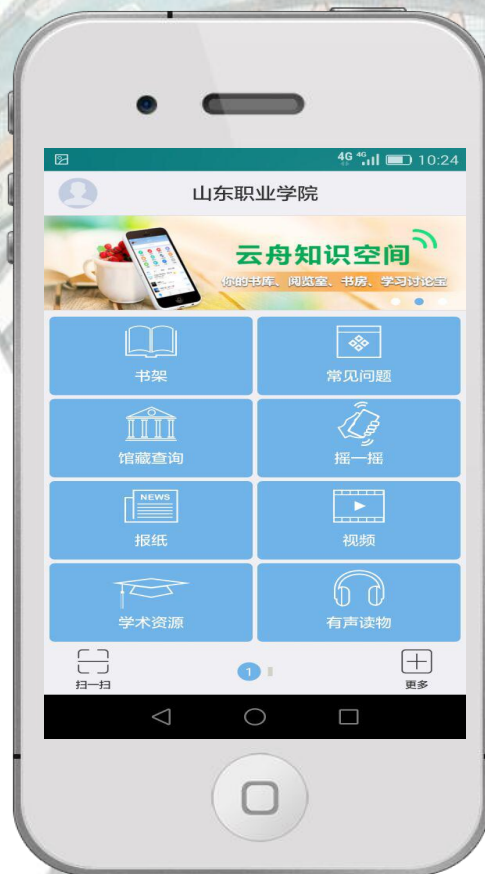 4G 4G 10:24
山东职业学院
云舟知识空间
你的书库、阅览室、书房、学习讨论室
书架
常见问题
馆藏查询
摇一摇
NEWS
报纸
视频
学术资源
有声读物
扫一扫
1
更多